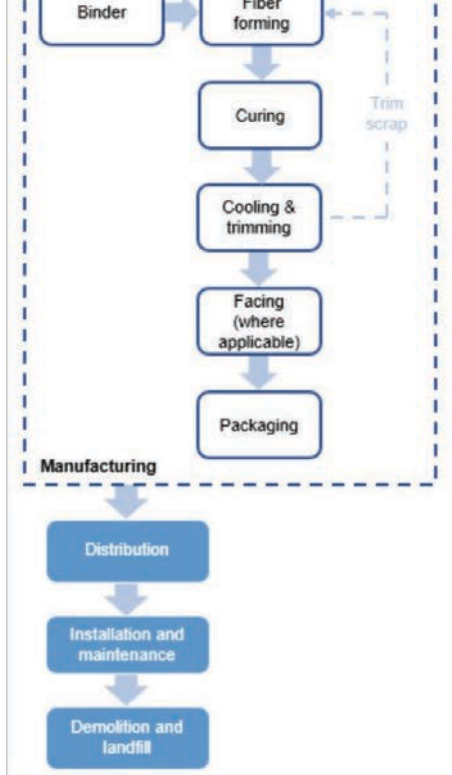 Binder
Fiber
forming
Curing
Trim
scrap
Cooling &
trimming
Facing
(where
applicable)
Packaging
Manufacturing
Distribution
Installation and
maintenance
Demolition and
landfill